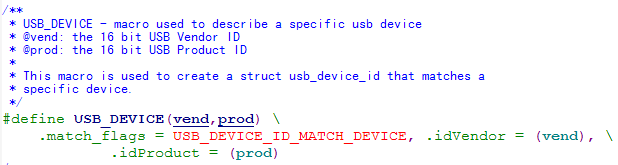 /**
 * USB_DEVICE - macro used to describe a specific usb device
 * @vend: the 16 bit USB Vendor ID
 * @prod: the 16 bit USB Product ID
 *
 * This macro is used to create a struct usb_device_id that matches a
 * specific device.
 */
#define USB_DEVICE(vend,prod) \
    .match_flags = USB_DEVICE_ID_MATCH_DEVICE, .idVendor = (vend), \
            .idProduct = (prod)